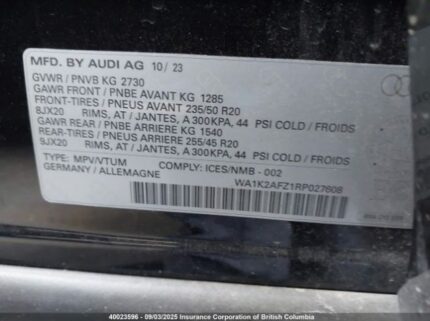 MFD. BY AUDI AG 10 / 23
GVWR / PNVB KG 2730
GAWR FRONT / PNBE AVANT KG 1285
FRONT-TIRES / PNEUS AVANT 235/50 R20
8JX20 RIMS, AT / JANTES, A 300KPA, 44 PSI COLD / FROIDS
GAWR REAR / PNBE ARRIERE KG 1540
REAR-TIRES / PNEUS ARRIERE 255/45 R20
9JX20 RIMS, AT / JANTES, A 300KPA, 44 PSI COLD / FROIDS
TYPE: MPV/VTUM COMPLY: ICES/NMB - 002
GERMANY / ALLEMAGNE WA1K2AFZ1RP027608
40023596 - 09/03/2025 - Insurance Corporation of British Columbia